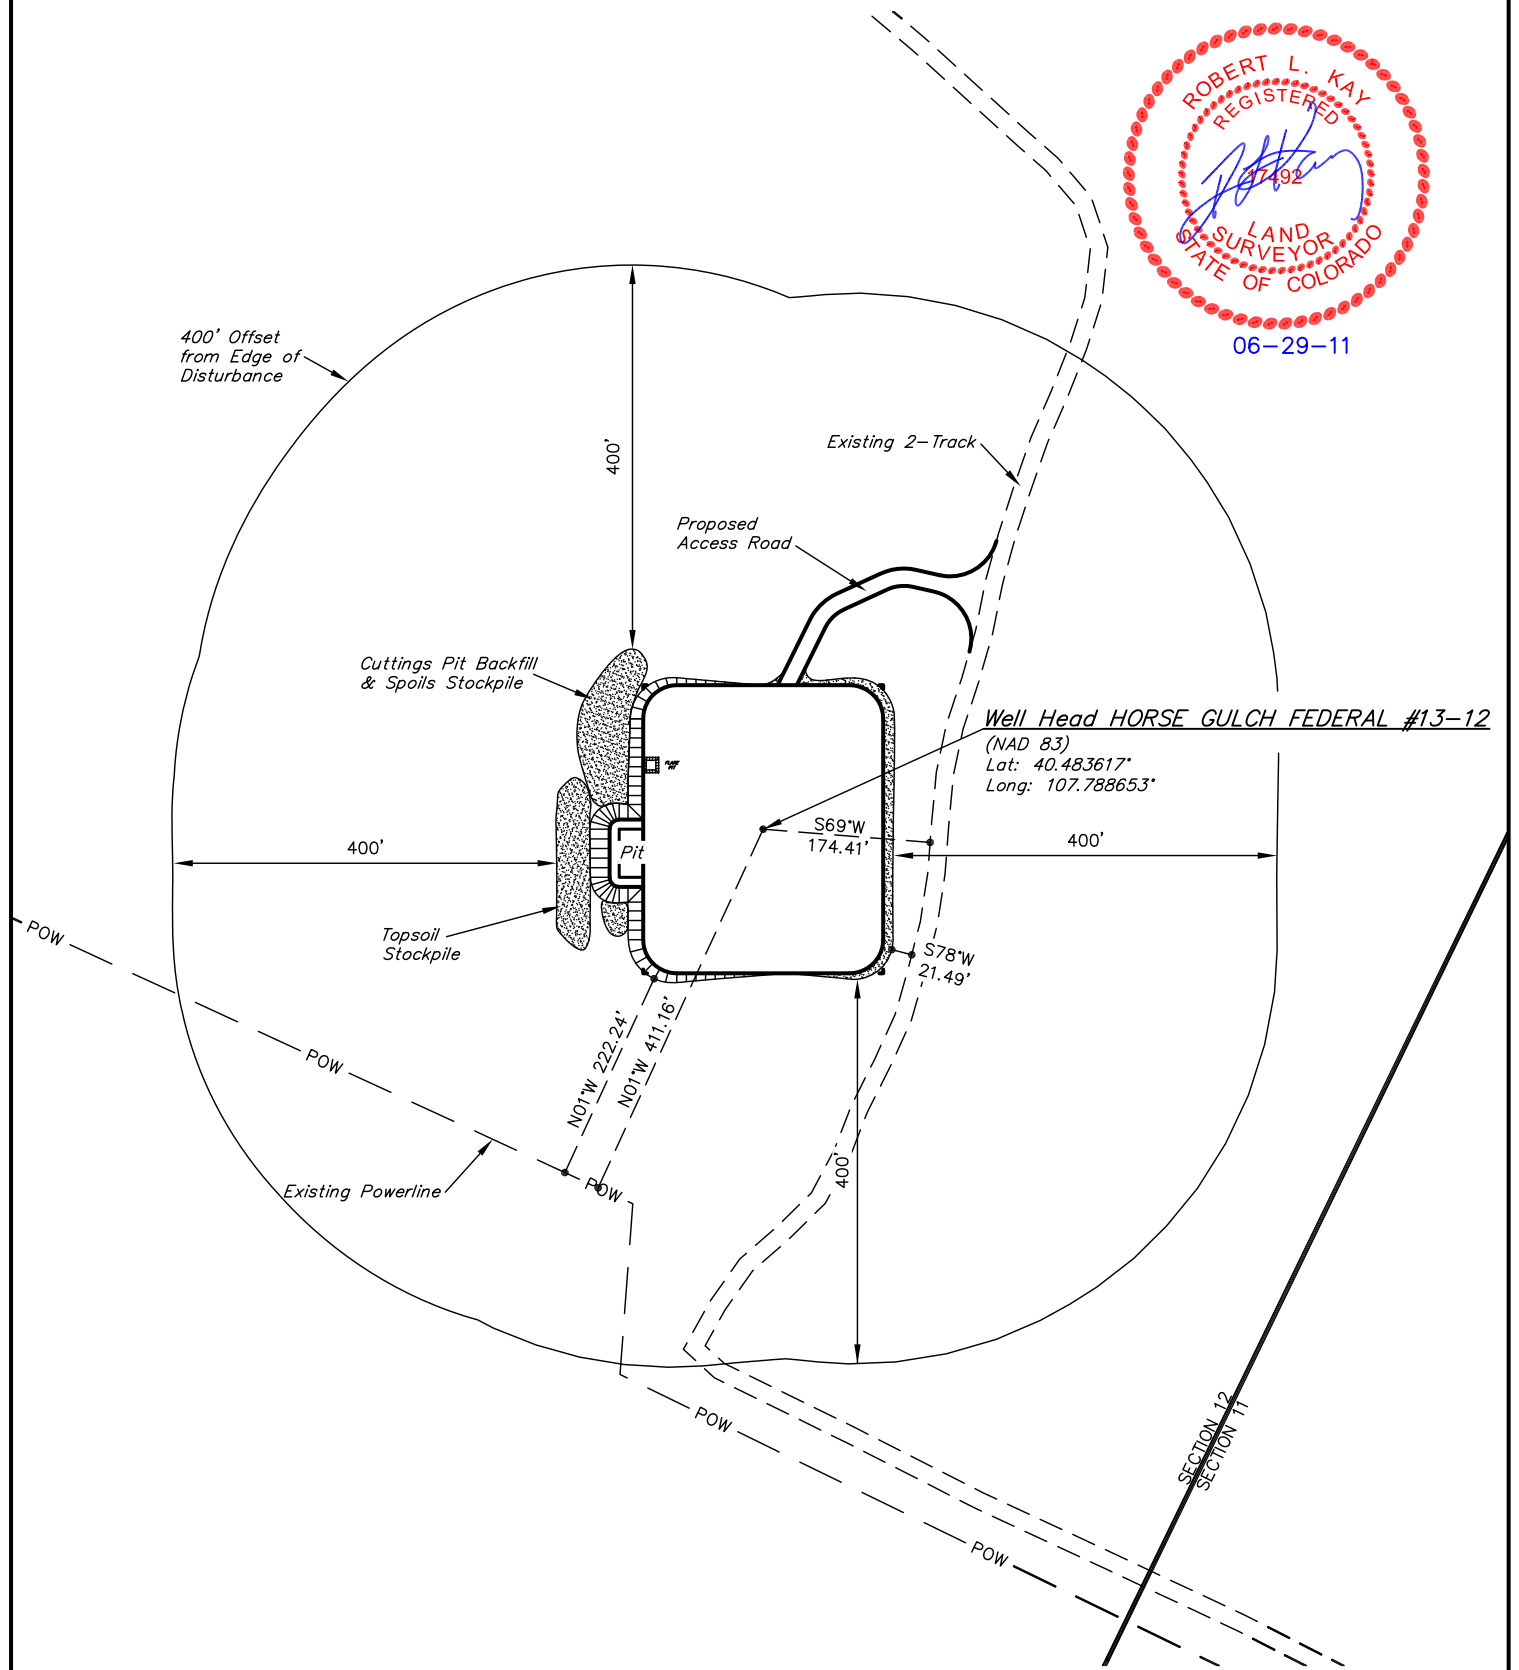 ROBERT L. KAY
REGISTERED
17492
LAND
SURVEYOR
STATE OF COLORADO
06-29-11
400' Offset
from Edge of
Disturbance
400'
Existing 2-Track
Proposed
Access Road
Cuttings Pit Backfill
& Spoils Stockpile
Well Head HORSE GULCH FEDERAL #13-12
(NAD 83)
Lat: 40.483617°
Long: 107.788653°
FLARE
PIT
S69°W
174.41'
400'
Pit
400'
Topsoil
Stockpile
S78°W
21.49'
POW
N01°W 222.24'
N01°W 411.16'
POW
400'
Existing Powerline
POW
SECTION 12
SECTION 11
POW
POW